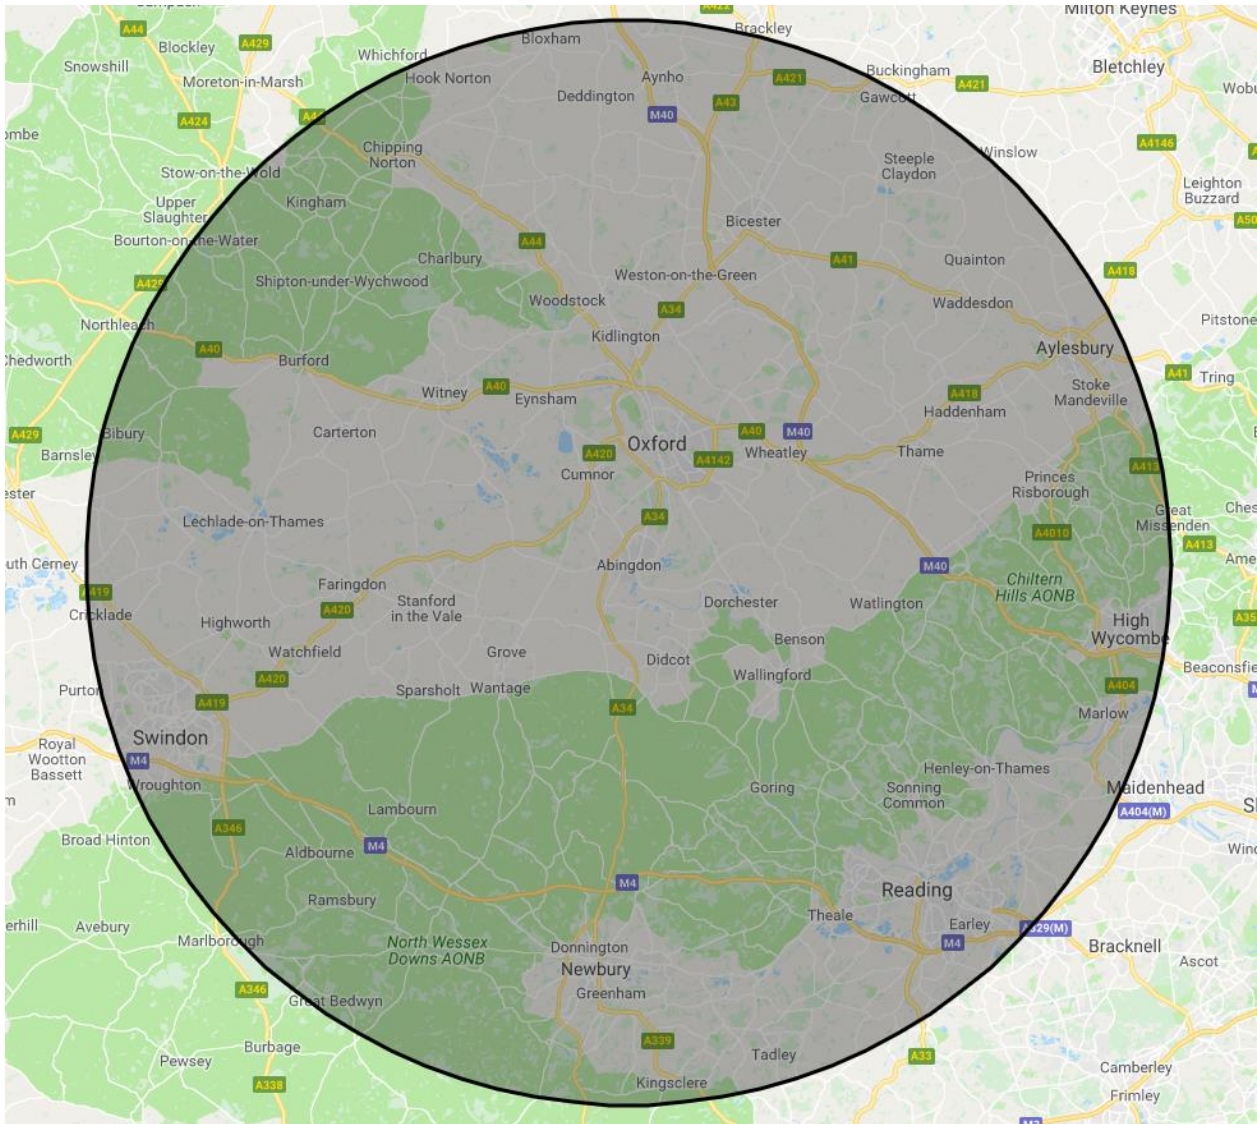 A44
A429
Blockley
Snowshill
Moreton-in-Marsh
Whichford
Bloxham
A422
Brackley
Milton Keynes
Bletchley
Hook Norton
Aynho
Deddington
A421
Buckingham
A421
Gawcott
A43
M40
A424
A44
Chipping
Norton
Steeple
Claydon
Winslow
A4146
Stow-on-the-Wold
Leighton
Buzzard
Upper
Slaughter
Kingham
Bicester
Bourton-on-the-Water
A44
Charlbury
A41
Quainton
A418
A429
Shipton-under-Wychwood
Weston-on-the-Green
Woodstock
A34
Waddesdon
Northleach
Kidlington
Pitstone
A40
Burford
Aylesbury
Chedworth
Witney
A40
Eynsham
A41
Tring
Stoke
Mandeville
A418
Haddenham
A429
Bibury
Carterton
Oxford
A40
M40
Barnsley
A420
A4142
Wheatley
Thame
A413
Cumnor
Princes
Risborough
Lechlade-on-Thames
A34
Great
Missenden
A4010
A413
Abingdon
M40
Chiltern
Hills AONB
A419
Faringdon
Cricklade
A420
Stanford
in the Vale
Dorchester
Watlington
Highworth
Benson
High
Wycombe
Watchfield
Grove
Didcot
Wallingford
A420
Purton
Sparsholt
Wantage
A404
A419
A34
Marlow
Swindon
Royal
Wootton
Bassett
M4
Wroughton
Henley-on-Thames
Goring
Sonning
Common
Maidenhead
A404(M)
Lambourn
A346
Broad Hinton
M4
Aldbourne
M4
Reading
Ramsbury
Theale
Earley
A329(M)
Avebury
Marlborough
North Wessex
Downs AONB
Donnington
M4
Bracknell
Newbury
Ascot
A346
Great Bedwyn
Greenham
Burbage
A339
Tadley
A33
Pewsey
Camberley
A338
Kingsclere
Frimley